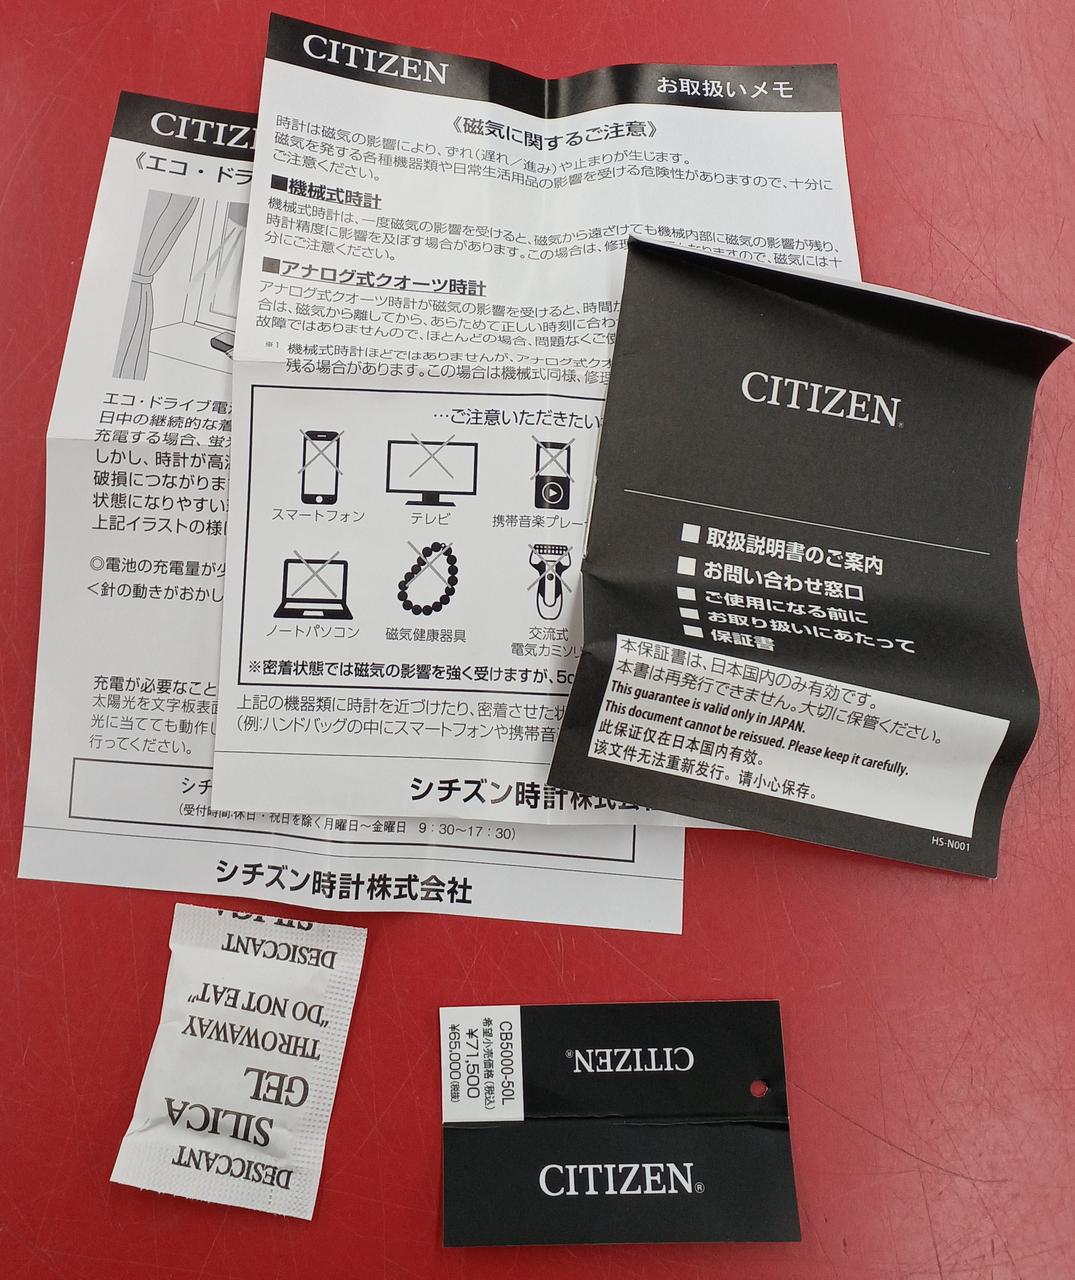 CITIZEN
お取扱いメモ
《磁気に関するご注意》
時計は磁気の影響により、ずれ(遅れ/進み)や止まりが生じます。
磁気を発する各種機器類や日常生活用品の影響を受ける危険性がありますので、十分に
ご注意ください。
■機械式時計
機械式時計は、一度磁気の影響を受けると、磁気から遠ざけても機械内部に磁気の影響が残り、
時計精度に影響を及ぼす場合があります。この場合は、修理
ますので、磁気には十
分にご注意ください。
■アナログ式クオーツ時計
アナログ式クオーツ時計が磁気の影響を受けると、時間が
合は、磁気から離してから、あらためて正しい時刻に合わ
故障ではありませんので、ほとんどの場合、問題なくご使
※1 機械式時計ほどではありませんが、アナログ式クオ
残る場合があります。この場合は機械式同様、修理
…ご注意いただきたい
スマートフォン
テレビ
携帯音楽プレー
ノートパソコン
磁気健康器具
交流式
電気カミソリ
※密着状態では磁気の影響を強く受けますが、5c
上記の機器類に時計を近づけたり、密着させた状
(例:ハンドバッグの中にスマートフォンや携帯音
シチズン時計株式会
CITIZ
《エコ・ドラ
エコ・ドライブ電
日中の継続的な着
充電する場合、蛍
しかし、時計が高
破損につながりま
状態になりやすい
上記イラストの様
◎電池の充電量が少
<針の動きがおかし
充電が必要なこと
太陽光を文字板表面
光に当てても動作し
行ってください。
シチ
(受付時間:休日・祝日を除く月曜日~金曜日 9:30~17:30)
シチズン時計株式会社
CITIZEN®
■取扱説明書のご案内
■お問い合わせ窓口
■ご使用になる前に
■お取り扱いにあたって
■保証書
本保証書は、日本国内のみ有効です。
本書は再発行できません。大切に保管ください。
This guarantee is valid only in JAPAN.
This document cannot be reissued. Please keep it carefully.
此保证仅在日本国内有效。
该文件无法重新发行。请小心保存。
HS-N001
DESICCANT
SILICA
GEL
THROWAWAY
"DO NOT EAT"
DESICCANT
SILICA
CB5000-50L
希望小売価格(税込)
¥71,500
¥65,000(税抜)
CITIZEN®
CITIZEN®